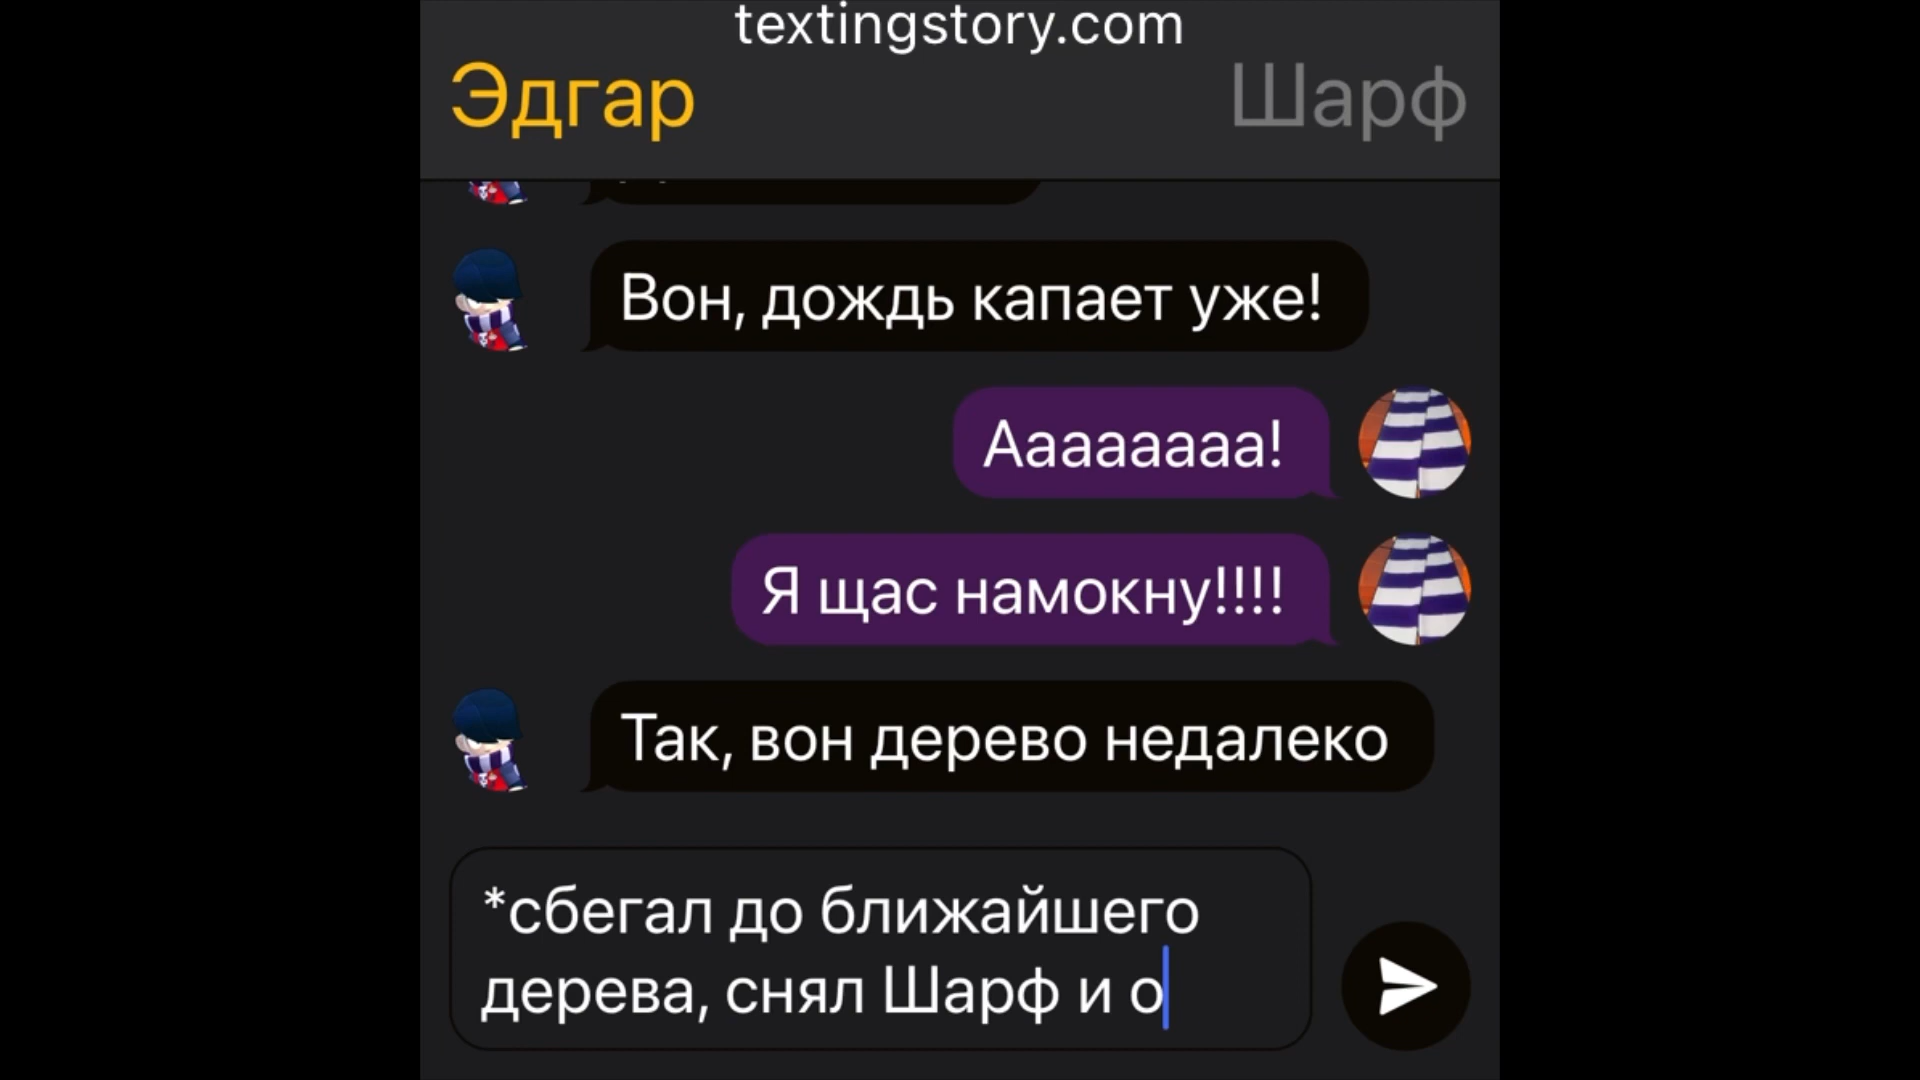 textingstory.com
Эдгар
Шарф
Вон, дождь капает уже!
Аааааааа!
Я щас намокну!!!!
Так, вон дерево недалеко
*сбегал до ближайшего
дерева, снял Шарф и о